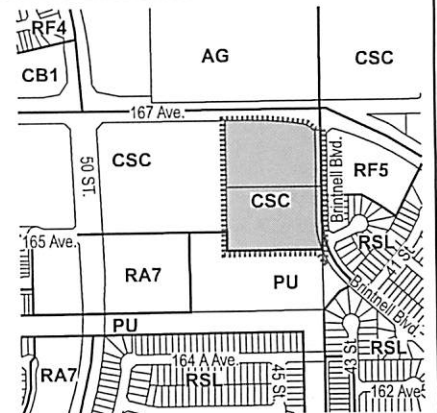 RF4
AG
CSC
CB1
167 Ave.
50 ST.
CSC
CSC
Brintnell Blvd.
RF5
165 Ave.
RSL
RA7
PU
Brintnell Blvd.
PU
164 A Ave.
43 St
RSL
RA7
RSL
45 St.
162 Ave.